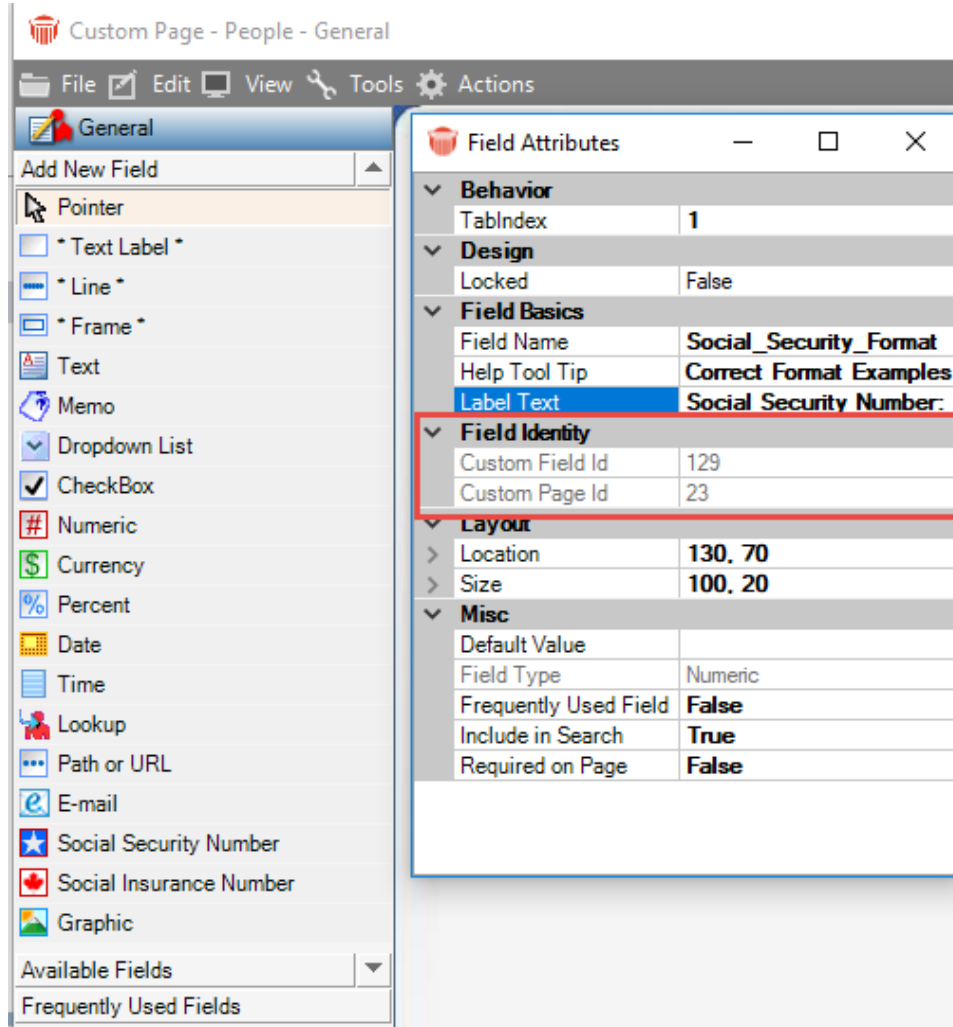 Custom Page - People - General
File Edit View Tools Actions
General
Add New Field
Pointer
* Text Label *
* Line *
* Frame *
Text
Memo
Dropdown List
CheckBox
# Numeric
$ Currency
% Percent
Date
Time
Lookup
Path or URL
E-mail
Social Security Number
Social Insurance Number
Graphic
Available Fields
Frequently Used Fields
Field Attributes
Behavior
TabIndex 1
Design
Locked False
Field Basics
Field Name Social_Security_Format
Help Tool Tip Correct Format Examples
Label Text Social Security Number:
Field Identity
Custom Field Id 129
Custom Page Id 23
Layout
Location 130, 70
Size 100, 20
Misc
Default Value
Field Type Numeric
Frequently Used Field False
Include in Search True
Required on Page False